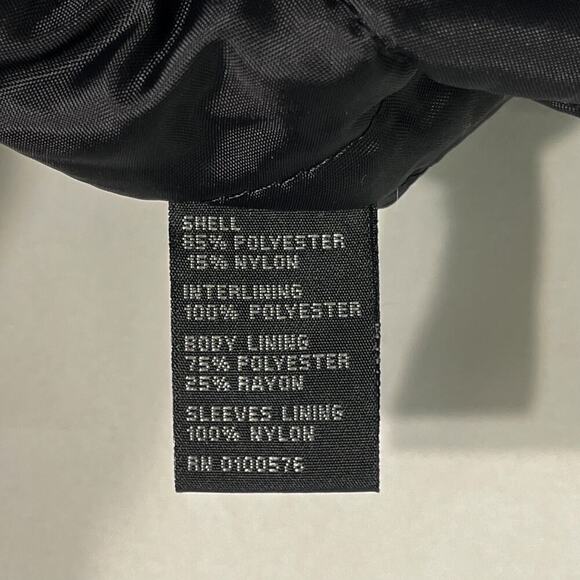 SHELL
85% POLYESTER
15% NYLON
INTERLINING
100% POLYESTER
BODY LINING
75% POLYESTER
25% RAYON
SLEEVES LINING
100% NYLON
RN 0100576